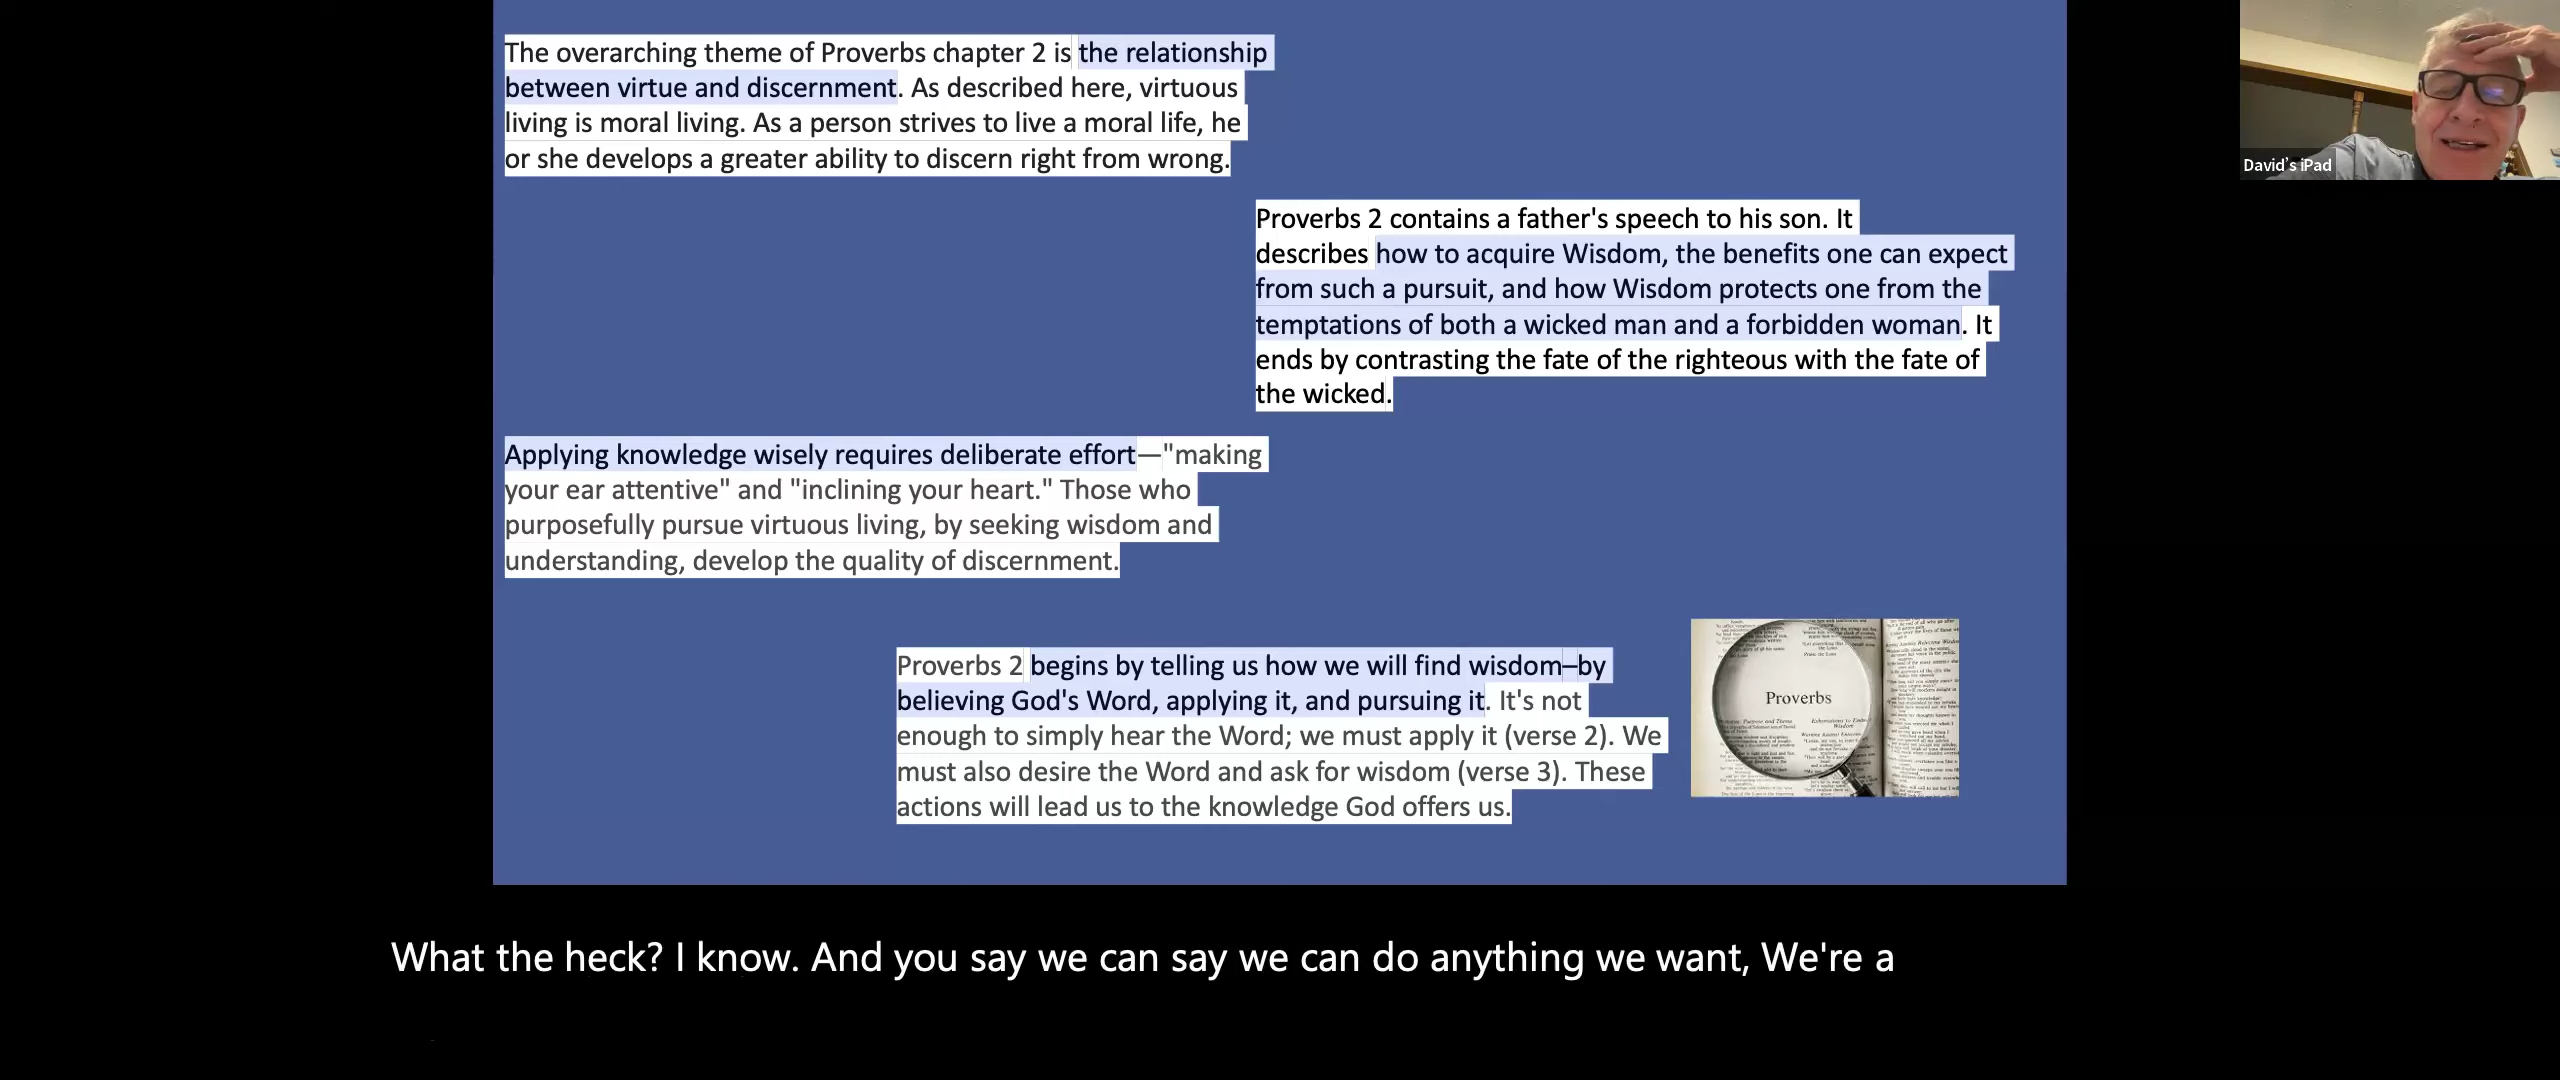 The overarching theme of Proverbs chapter 2 is the relationship
between virtue and discernment. As described here, virtuous
living is moral living. As a person strives to live a moral life, he
or she develops a greater ability to discern right from wrong.
David's iPad
Proverbs 2 contains a father's speech to his son. It
describes how to acquire Wisdom, the benefits one can expect
from such a pursuit, and how Wisdom protects one from the
temptations of both a wicked man and a forbidden woman. It
ends by contrasting the fate of the righteous with the fate of
the wicked.
Applying knowledge wisely requires deliberate effort—"making
your ear attentive" and "inclining your heart." Those who
purposefully pursue virtuous living, by seeking wisdom and
understanding, develop the quality of discernment.
Proverbs 2 begins by telling us how we will find wisdom–by
believing God's Word, applying it, and pursuing it. It's not
enough to simply hear the Word; we must apply it (verse 2). We
must also desire the Word and ask for wisdom (verse 3). These
actions will lead us to the knowledge God offers us.
Proverbs
What the heck? I know. And you say we can say we can do anything we want, We're a